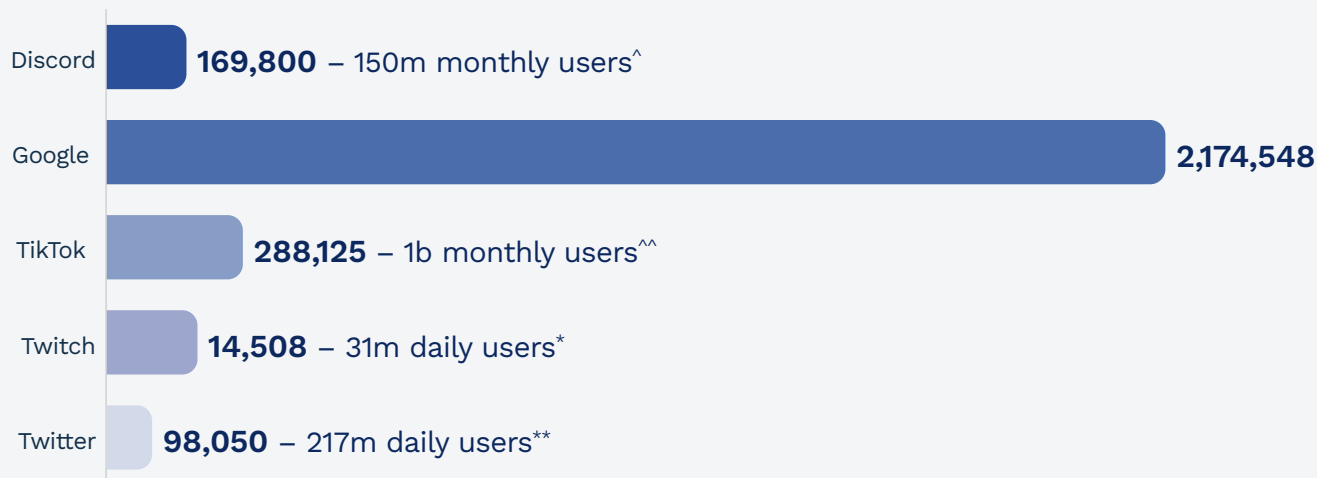 Discord 169,800 – 150m monthly users^
Google 2,174,548
TikTok 288,125 – 1b monthly users^^
Twitch 14,508 – 31m daily users*
Twitter 98,050 – 217m daily users**